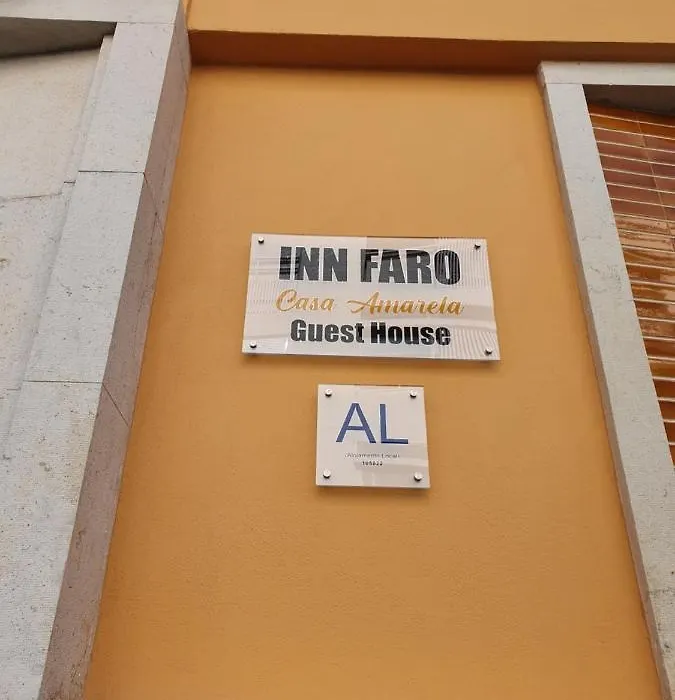 INN FARO
Casa Amarela
Guest House
AL